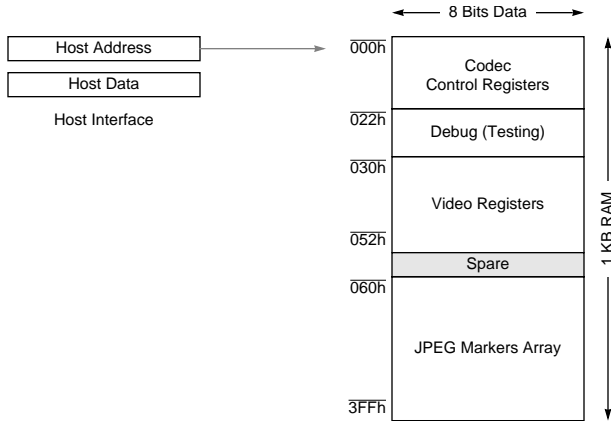 8 Bits Data
Host Address
Host Data
Host Interface
000h
Codec
Control Registers
022h
Debug (Testing)
030h
Video Registers
052h
Spare
060h
JPEG Markers Array
3FFh
1 KB RAM